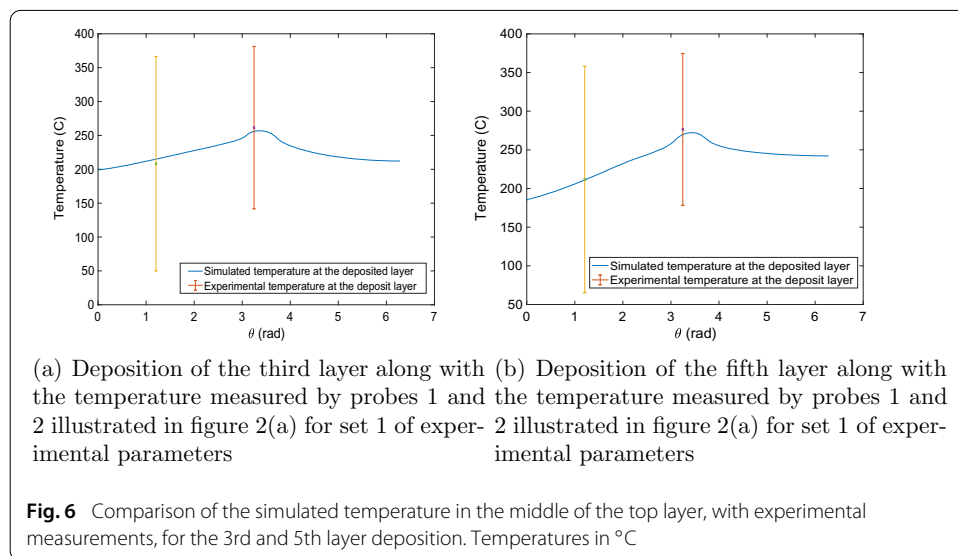 400
350
300
250
200
150
100
50
0
Temperature (C)
Simulated temperature at the deposited layer
Experimental temperature at the deposit layer
0 1 2 3 4 5 6 7
θ (rad)
400
350
300
250
200
150
100
50
Temperature (C)
Simulated temperature at the deposited layer
Experimental temperature at the deposit layer
0 1 2 3 4 5 6 7
θ (rad)
(a) Deposition of the third layer along with
the temperature measured by probes 1 and
2 illustrated in figure 2(a) for set 1 of exper-
imental parameters
(b) Deposition of the fifth layer along with
the temperature measured by probes 1 and
2 illustrated in figure 2(a) for set 1 of exper-
imental parameters
Fig. 6 Comparison of the simulated temperature in the middle of the top layer, with experimental
measurements, for the 3rd and 5th layer deposition. Temperatures in °C